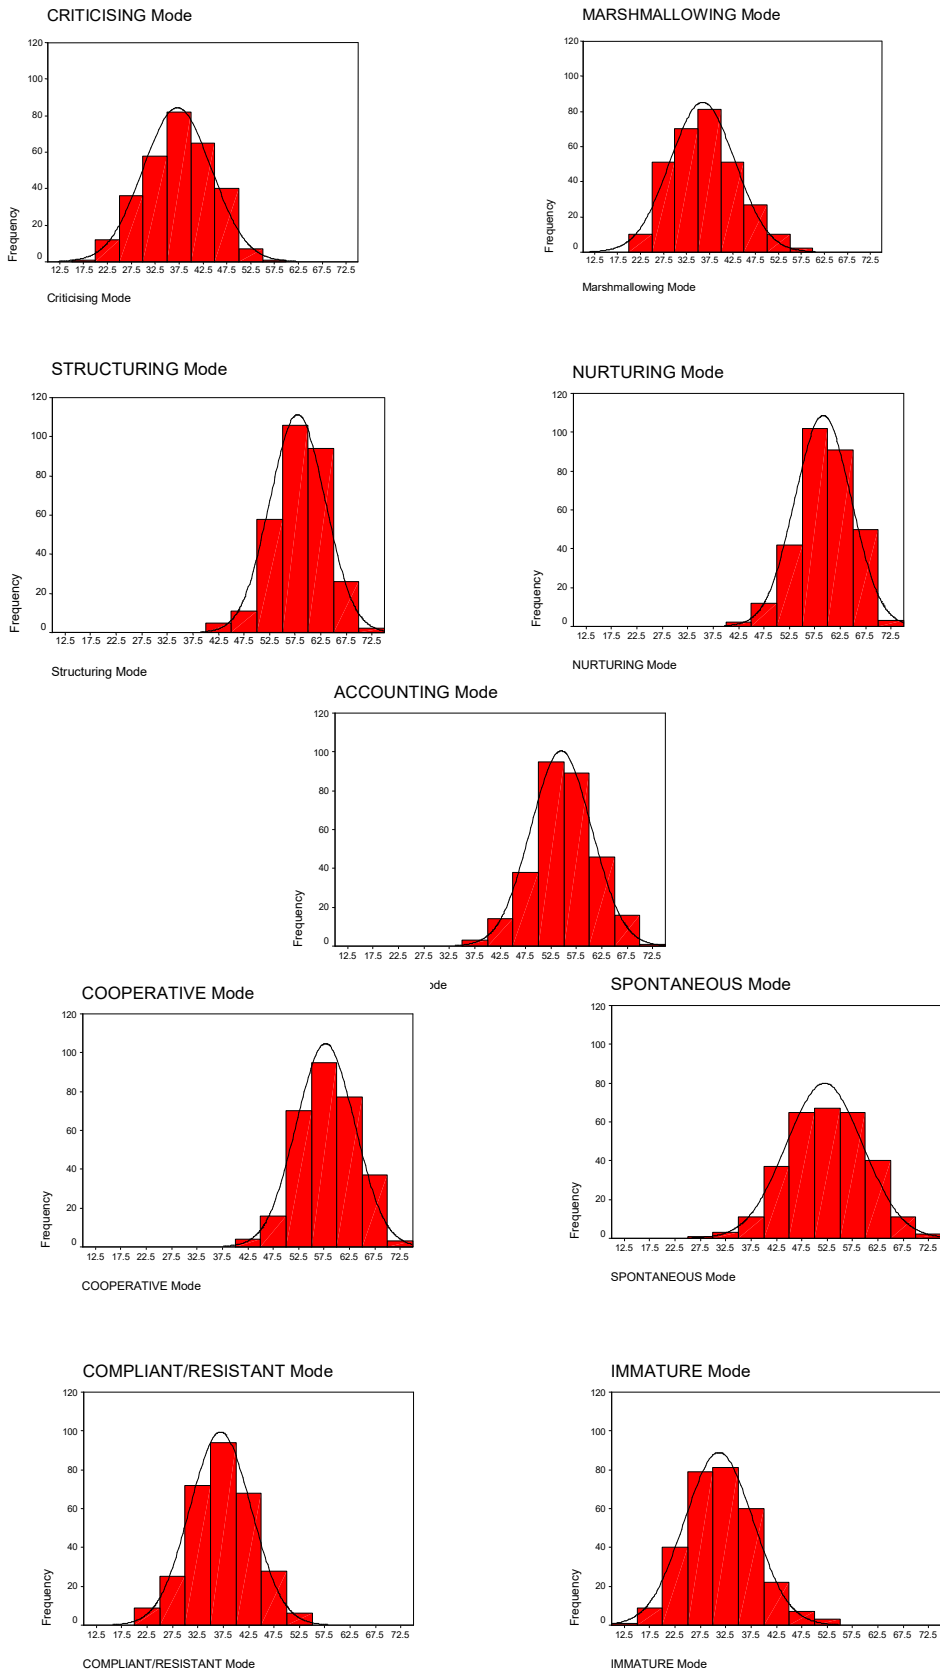 CRITICISING Mode
120
100
80
60
40
20
0
Frequency
12.5 17.5 22.5 27.5 32.5 37.5 42.5 47.5 52.5 57.5 62.5 67.5 72.5
Criticising Mode
MARSHMALLOWING Mode
120
100
80
60
40
20
0
Frequency
12.5 17.5 22.5 27.5 32.5 37.5 42.5 47.5 52.5 57.5 62.5 67.5 72.5
Marshmallowing Mode
STRUCTURING Mode
120
100
80
60
40
20
0
Frequency
12.5 17.5 22.5 27.5 32.5 37.5 42.5 47.5 52.5 57.5 62.5 67.5 72.5
Structuring Mode
NURTURING Mode
120
100
80
60
40
20
0
Frequency
12.5 17.5 22.5 27.5 32.5 37.5 42.5 47.5 52.5 57.5 62.5 67.5 72.5
NURTURING Mode
ACCOUNTING Mode
120
100
80
60
40
20
0
Frequency
12.5 17.5 22.5 27.5 32.5 37.5 42.5 47.5 52.5 57.5 62.5 67.5 72.5
COOPERATIVE Mode
120
100
80
60
40
20
0
Frequency
12.5 17.5 22.5 27.5 32.5 37.5 42.5 47.5 52.5 57.5 62.5 67.5 72.5
COOPERATIVE Mode
SPONTANEOUS Mode
120
100
80
60
40
20
0
Frequency
12.5 17.5 22.5 27.5 32.5 37.5 42.5 47.5 52.5 57.5 62.5 67.5 72.5
SPONTANEOUS Mode
COMPLIANT/RESISTANT Mode
120
100
80
60
40
20
0
Frequency
12.5 17.5 22.5 27.5 32.5 37.5 42.5 47.5 52.5 57.5 62.5 67.5 72.5
COMPLIANT/RESISTANT Mode
IMMATURE Mode
120
100
80
60
40
20
0
Frequency
12.5 17.5 22.5 27.5 32.5 37.5 42.5 47.5 52.5 57.5 62.5 67.5 72.5
IMMATURE Mode